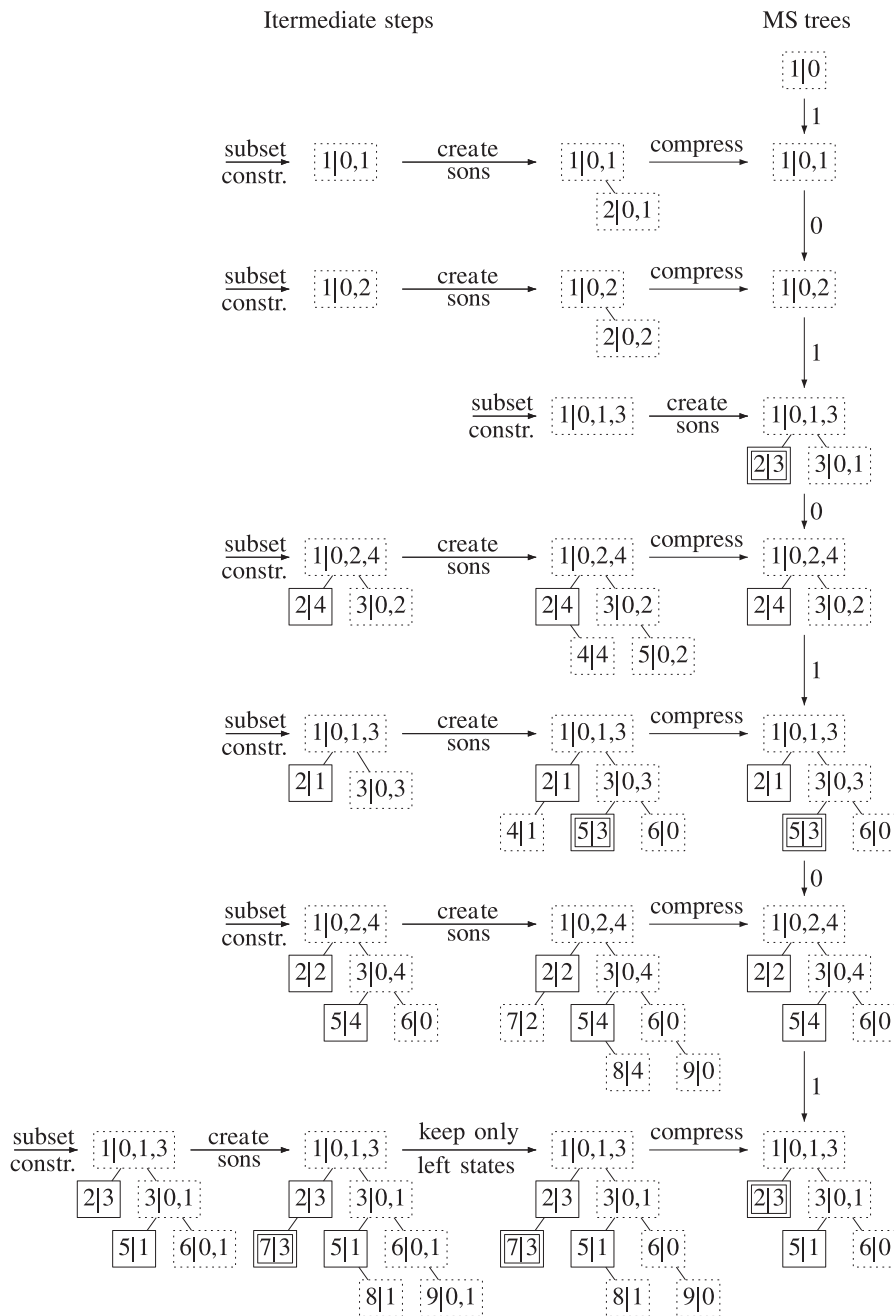 Itermediate steps MS trees
1|0
1
subset create compress
constr. 1|0,1 sons 1|0,1 1|0,1
2|0,1
0
subset create compress
constr. 1|0,2 sons 1|0,2 1|0,2
2|0,2
1
subset create
constr. 1|0,1,3 sons 1|0,1,3
2|3 3|0,1
0
subset create compress
constr. 1|0,2,4 sons 1|0,2,4 1|0,2,4
2|4 3|0,2 2|4 3|0,2 2|4 3|0,2
4|4 5|0,2
1
subset create compress
constr. 1|0,1,3 sons 1|0,1,3 1|0,1,3
2|1 3|0,3 2|1 3|0,3 2|1 3|0,3
4|1 5|3 6|0 5|3 6|0
0
subset create compress
constr. 1|0,2,4 sons 1|0,2,4 1|0,2,4
2|2 3|0,4 2|2 3|0,4 2|2 3|0,4
5|4 6|0 7|2 5|4 6|0 5|4 6|0
8|4 9|0
1
subset create keep only compress
constr. 1|0,1,3 sons 1|0,1,3 left states 1|0,1,3 1|0,1,3
2|3 3|0,1 2|3 3|0,1 2|3 3|0,1 2|3 3|0,1
5|1 6|0,1 7|3 5|1 6|0,1 7|3 5|1 6|0 5|1 6|0
8|1 9|0,1 8|1 9|0